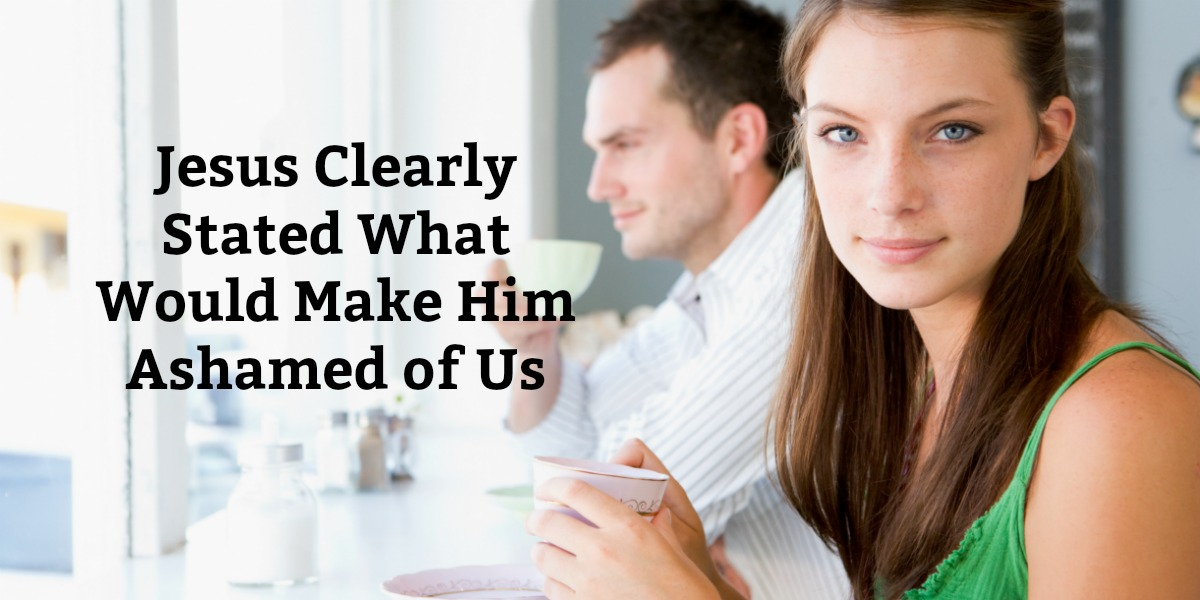 Jesus Clearly
Stated What
Would Make Him
Ashamed of Us